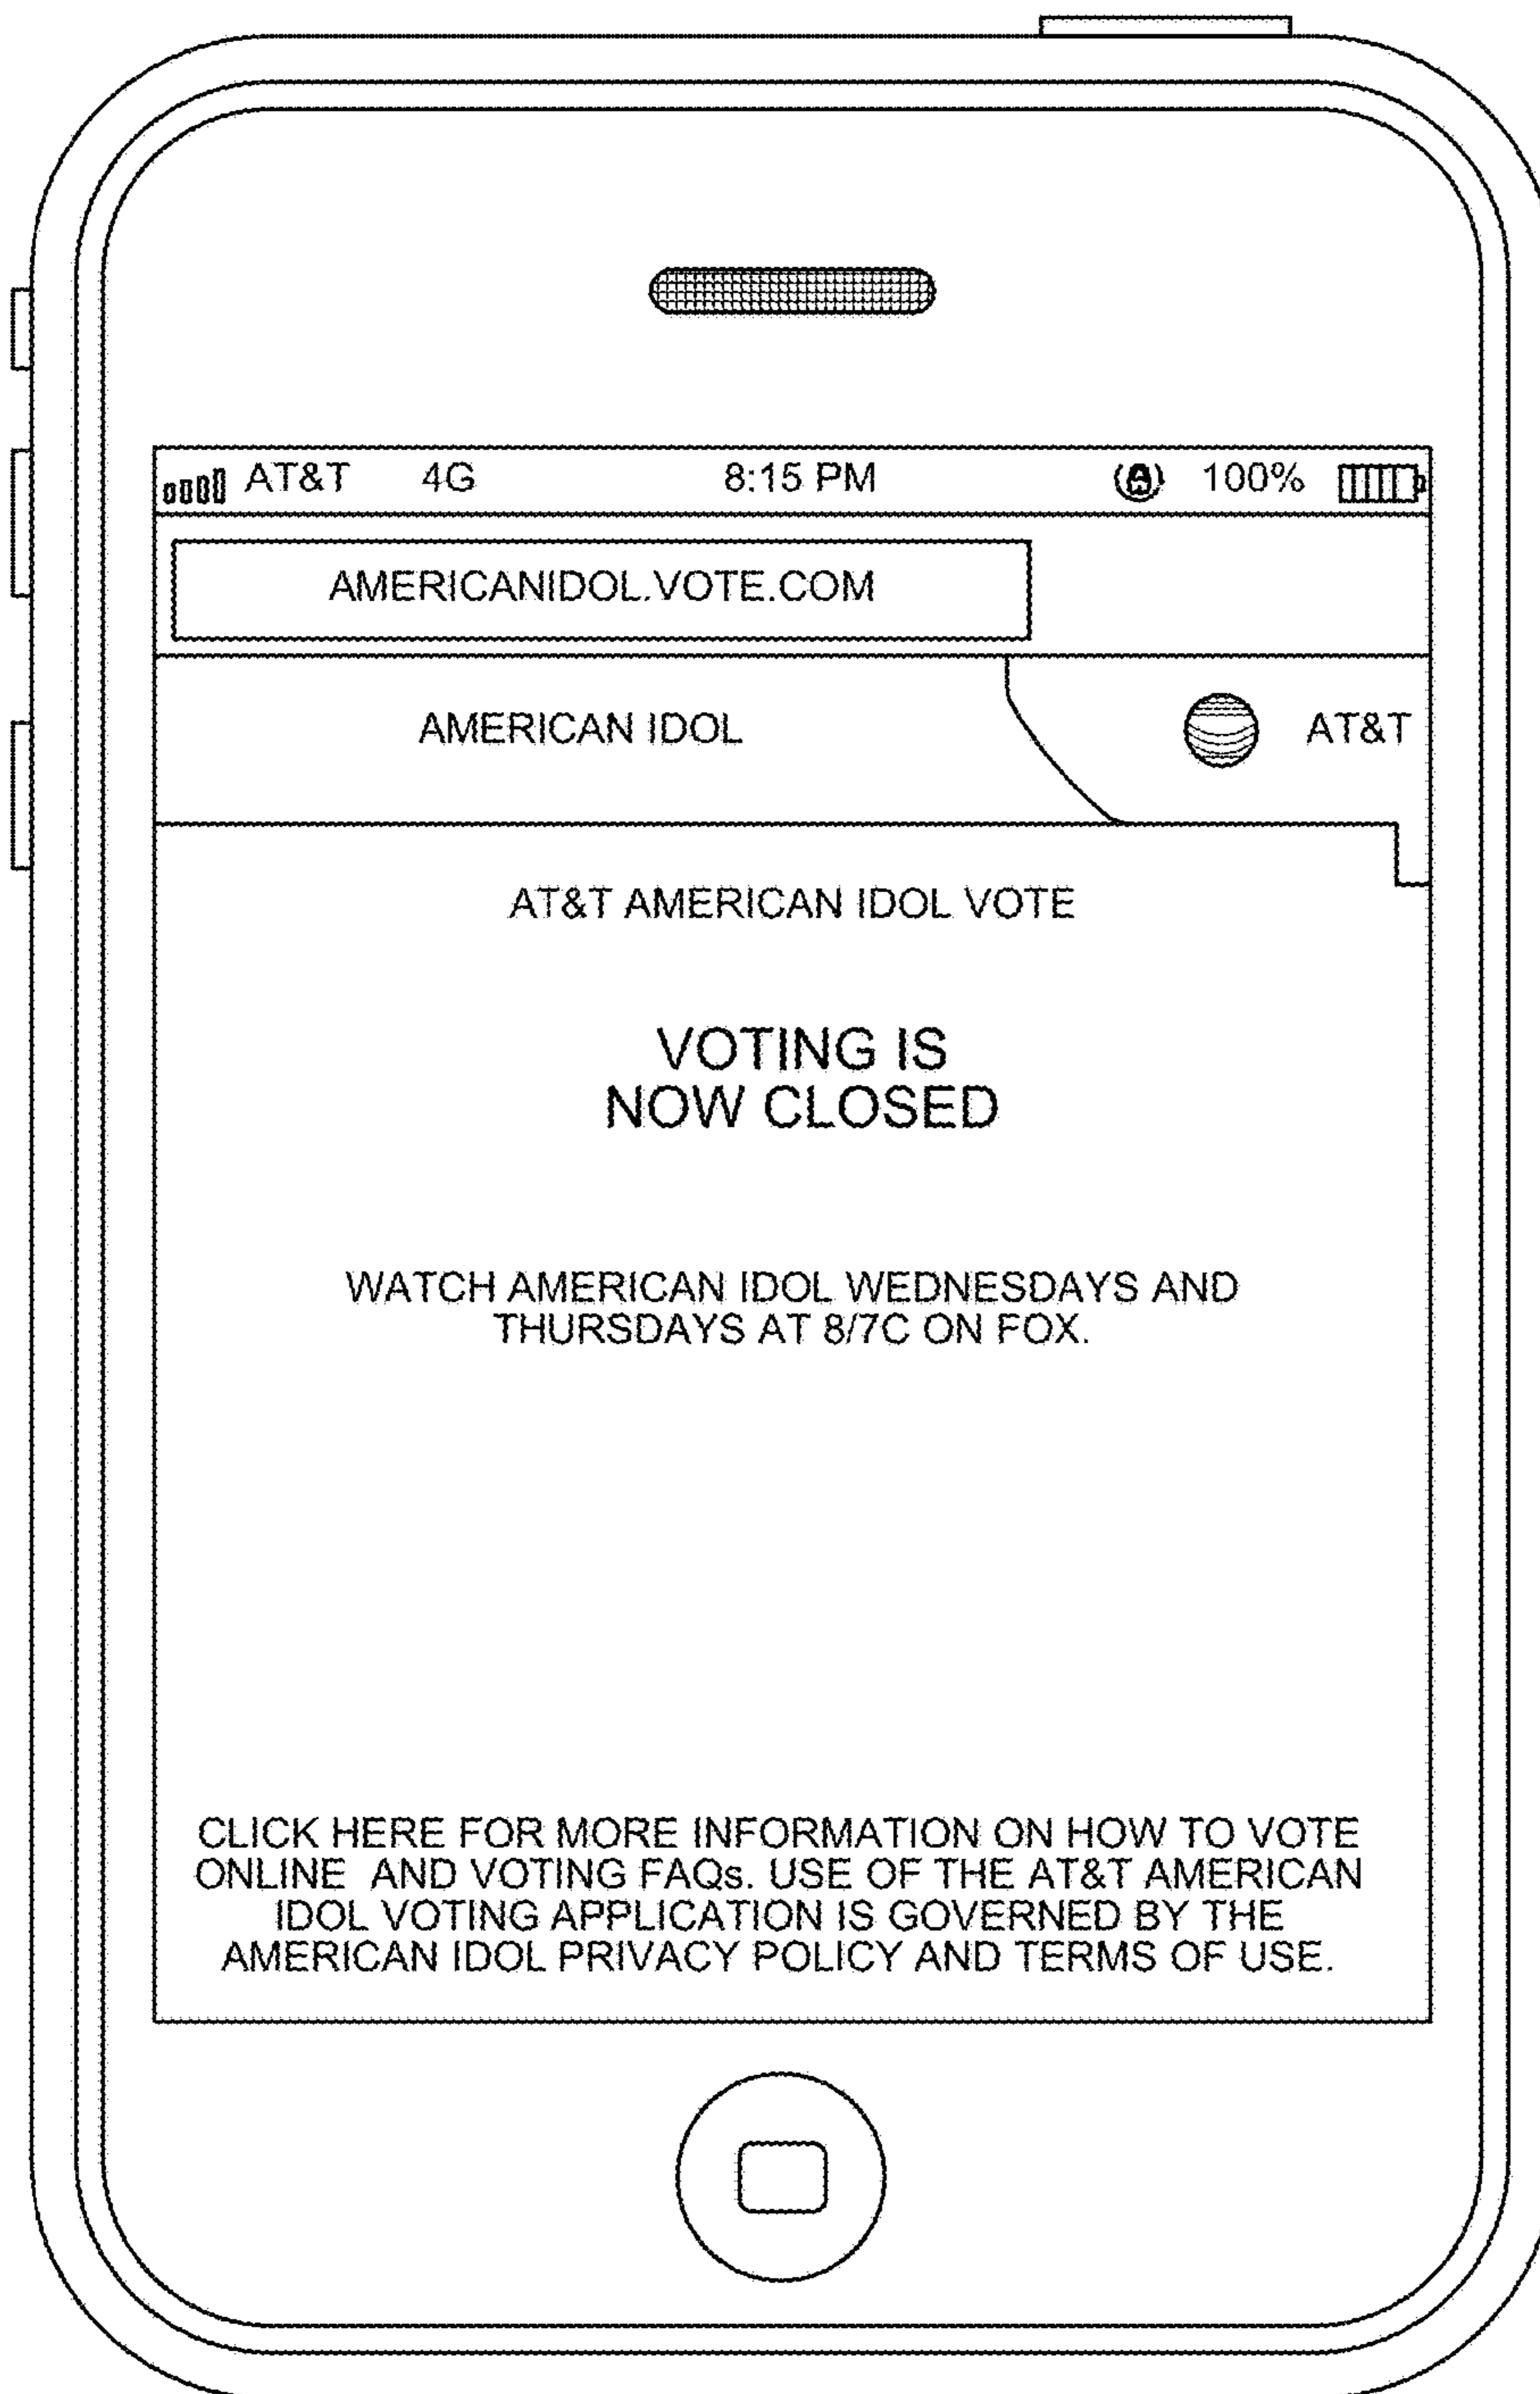 AT&T 4G 8:15 PM 100%
AMERICANIDOL.VOTE.COM
AMERICAN IDOL AT&T
AT&T AMERICAN IDOL VOTE
VOTING IS
NOW CLOSED
WATCH AMERICAN IDOL WEDNESDAYS AND
THURSDAYS AT 8/7C ON FOX.
CLICK HERE FOR MORE INFORMATION ON HOW TO VOTE
ONLINE AND VOTING FAQs. USE OF THE AT&T AMERICAN
IDOL VOTING APPLICATION IS GOVERNED BY THE
AMERICAN IDOL PRIVACY POLICY AND TERMS OF USE.